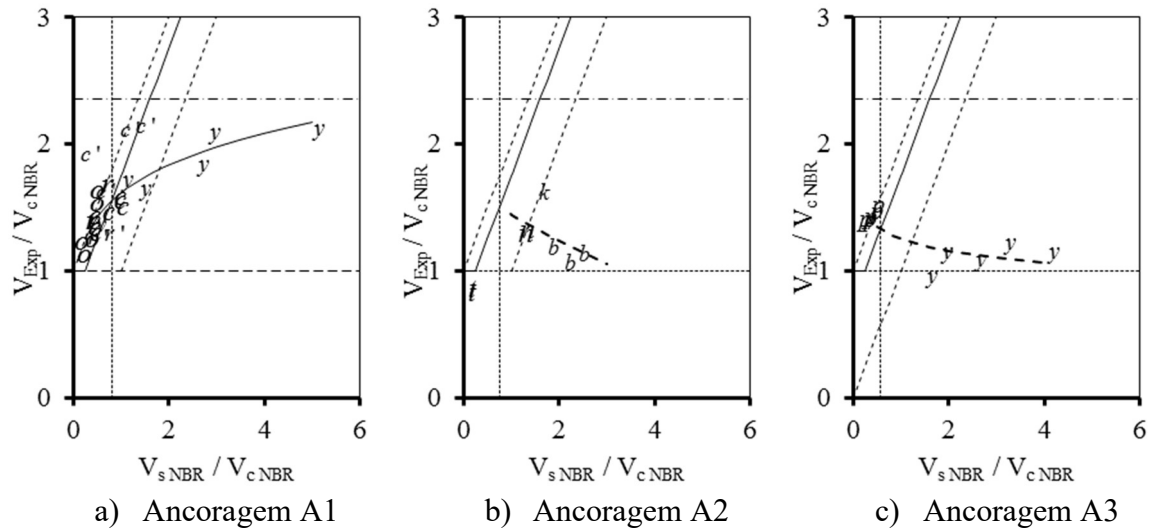 3
2
1
0
V_Exp / V_c NBR
0 2 4 6
V_s NBR / V_c NBR
c' c' c'
y y y y y
a) Ancoragem A1
3
2
1
0
V_Exp / V_c NBR
0 2 4 6
V_s NBR / V_c NBR
k
n
b b b
t
b) Ancoragem A2
3
2
1
0
V_Exp / V_c NBR
0 2 4 6
V_s NBR / V_c NBR
p
y y y y y
c) Ancoragem A3